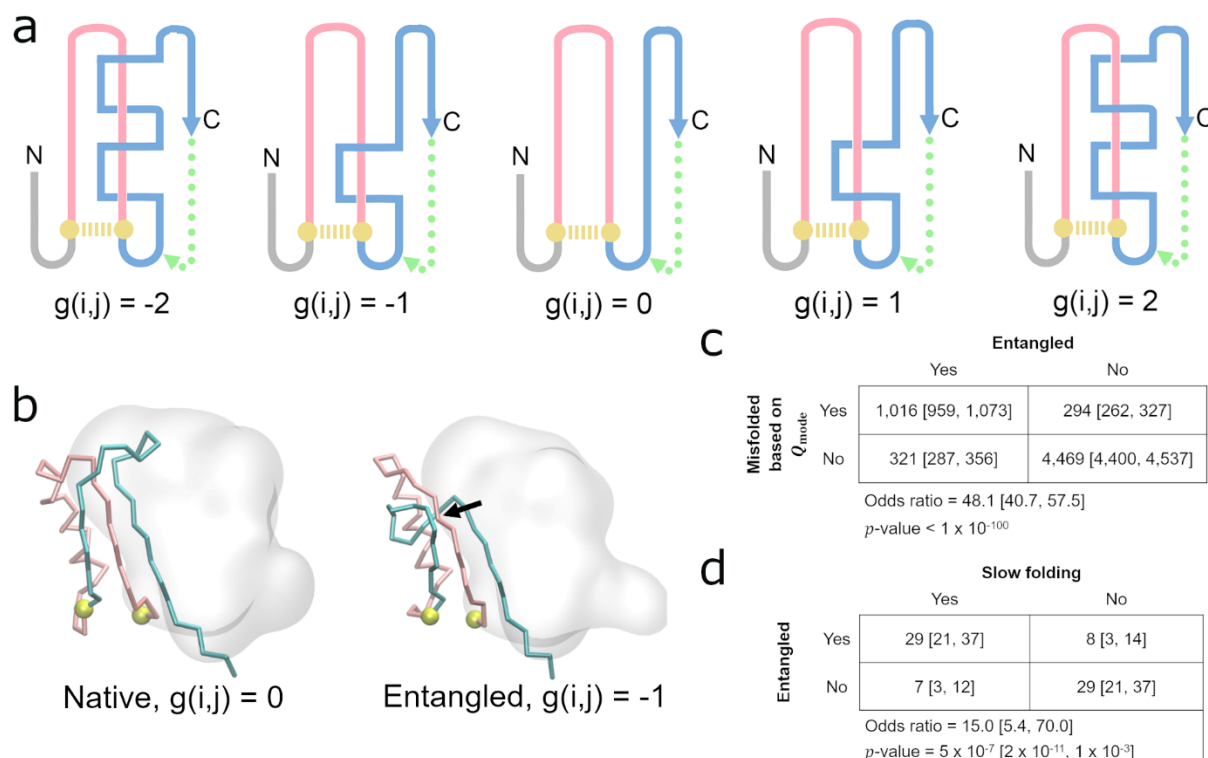 a
N
C
g(i,j) = -2
N
C
g(i,j) = -1
N
C
g(i,j) = 0
N
C
g(i,j) = 1
N
C
g(i,j) = 2
b
Native, g(i,j) = 0
Entangled, g(i,j) = -1
c
Entangled
Yes No
Misfolded
based on
Qmode
Yes 1,016 [959, 1,073] 294 [262, 327]
No 321 [287, 356] 4,469 [4,400, 4,537]
Odds ratio = 48.1 [40.7, 57.5]
p-value < 1 x 10-100
d
Slow folding
Yes No
Entangled
Yes 29 [21, 37] 8 [3, 14]
No 7 [3, 12] 29 [21, 37]
Odds ratio = 15.0 [5.4, 70.0]
p-value = 5 x 10-7 [2 x 10-11, 1 x 10-3]